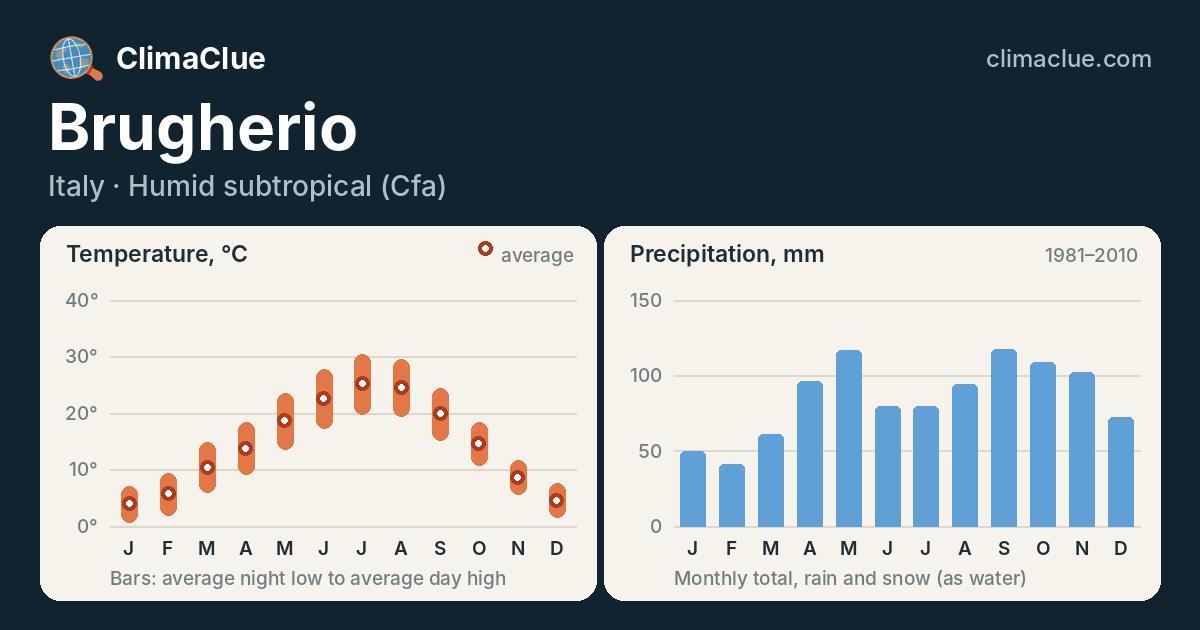 ClimaClue
climaclue.com
Brugherio
Italy · Humid subtropical (Cfa)
Temperature, °C
average
40°
30°
20°
10°
0°
J F M A M J J A S O N D
Bars: average night low to average day high
Precipitation, mm
1981–2010
150
100
50
0
J F M A M J J A S O N D
Monthly total, rain and snow (as water)